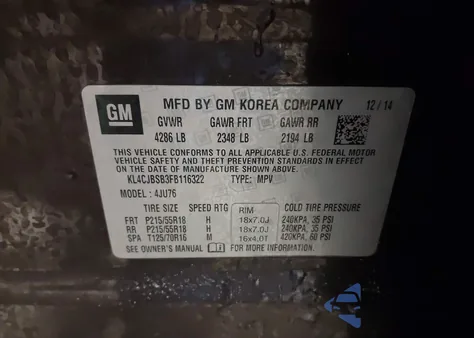 GM
MFD BY GM KOREA COMPANY 12/14
GVWR GAWR FRT GAWR RR
4286 LB 2348 LB 2194 LB
THIS VEHICLE CONFORMS TO ALL APPLICABLE U.S. FEDERAL MOTOR
VEHICLE SAFETY AND THEFT PREVENTION STANDARDS IN EFFECT ON
THE DATE OF MANUFACTURE SHOWN ABOVE.
KL4CJBSB3FB116322 TYPE: MPV
MODEL: 4JU76
TIRE SIZE SPEED RTG RIM COLD TIRE PRESSURE
FRT P215/55R18 H 18x7.0J 240KPA, 35 PSI
RR P215/55R18 H 18x7.0J 240KPA, 35 PSI
SPA T125/70R16 M 16x4.0T 420KPA, 60 PSI
SEE OWNER'S MANUAL FOR MORE INFORMATION.